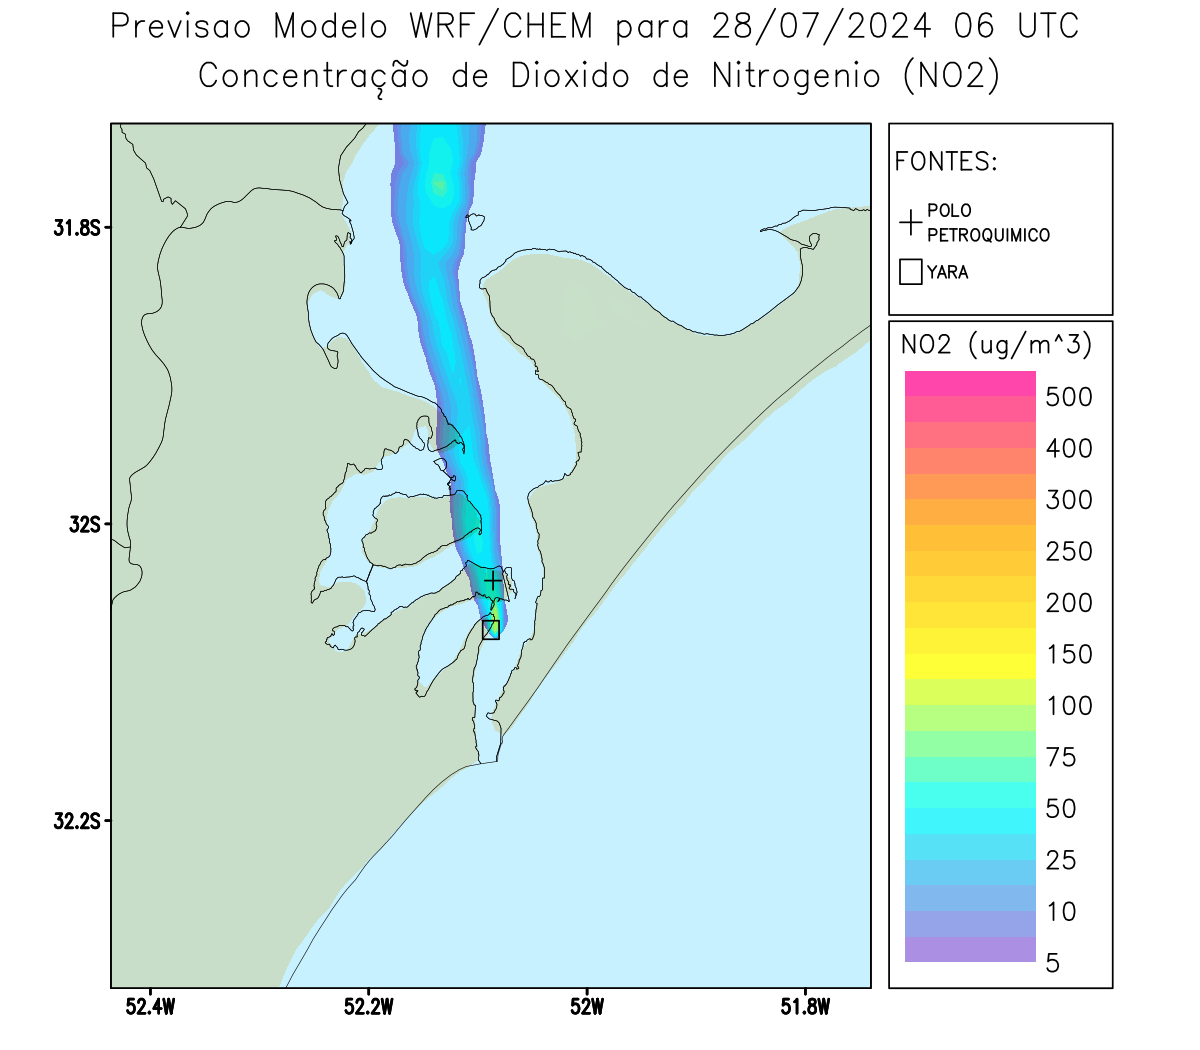 Previsao Modelo WRF/CHEM para 28/07/2024 06 UTC
Concentração de Dioxido de Nitrogenio (NO2)
FONTES:
POLO
PETROQUIMICO
YARA
NO2 (ug/m^3)
500
400
300
250
200
150
100
75
50
25
10
5
31.8S
32S
32.2S
52.4W
52.2W
52W
51.8W